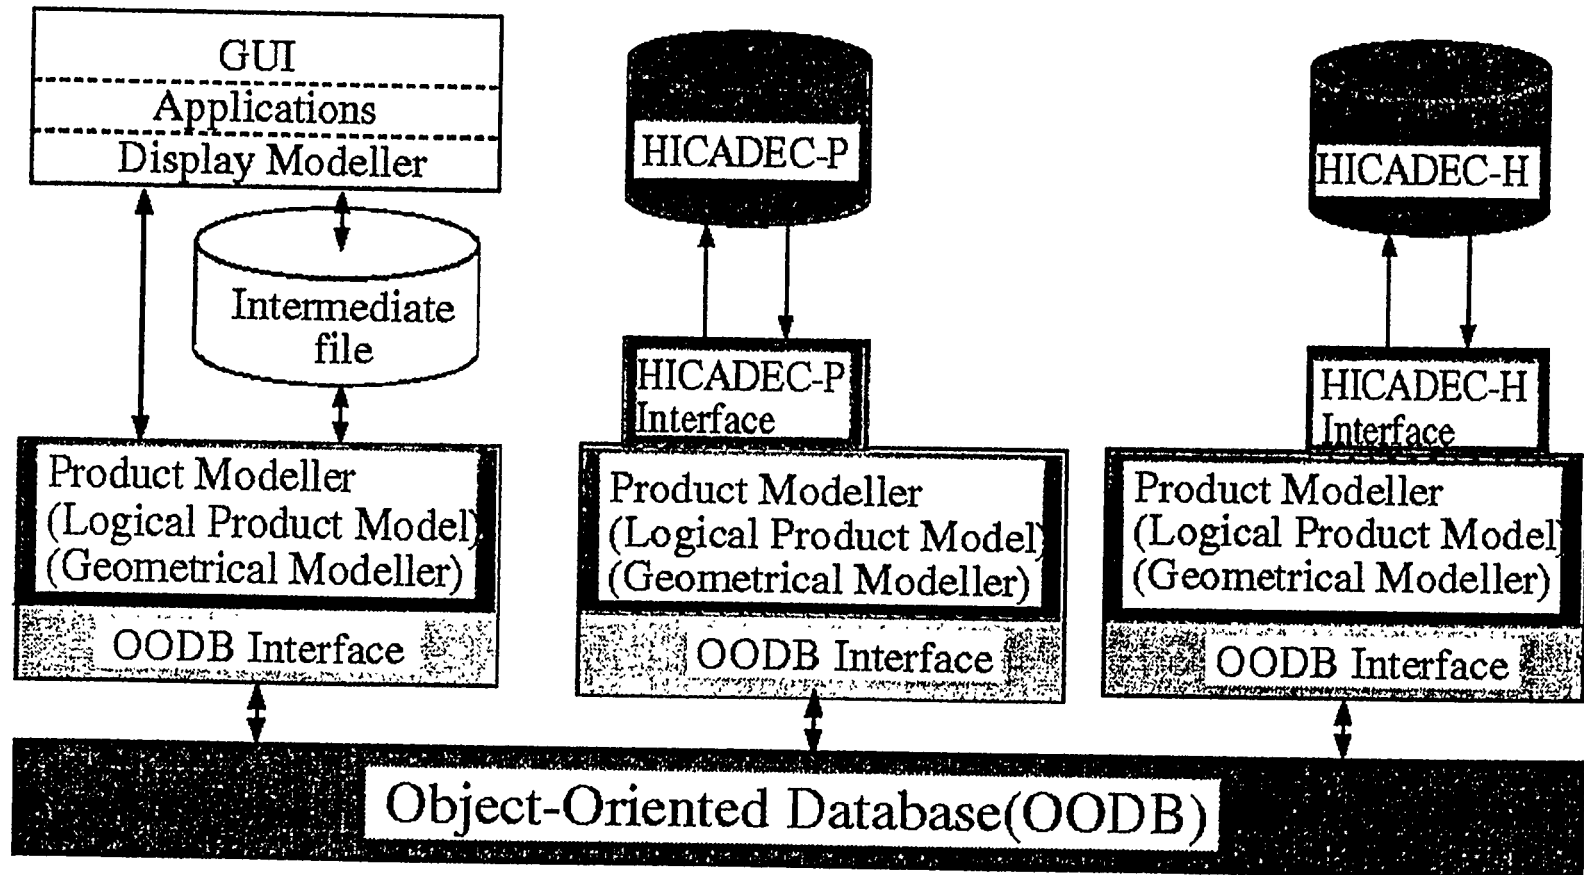 GUI
Applications
Display Modeller
Intermediate
file
Product Modeller
(Logical Product Model)
(Geometrical Modeller)
OODB Interface
HICADEC-P
HICADEC-P
Interface
Product Modeller
(Logical Product Model)
(Geometrical Modeller)
OODB Interface
HICADEC-H
HICADEC-H
Interface
Product Modeller
(Logical Product Model)
(Geometrical Modeller)
OODB Interface
Object-Oriented Database(OODB)